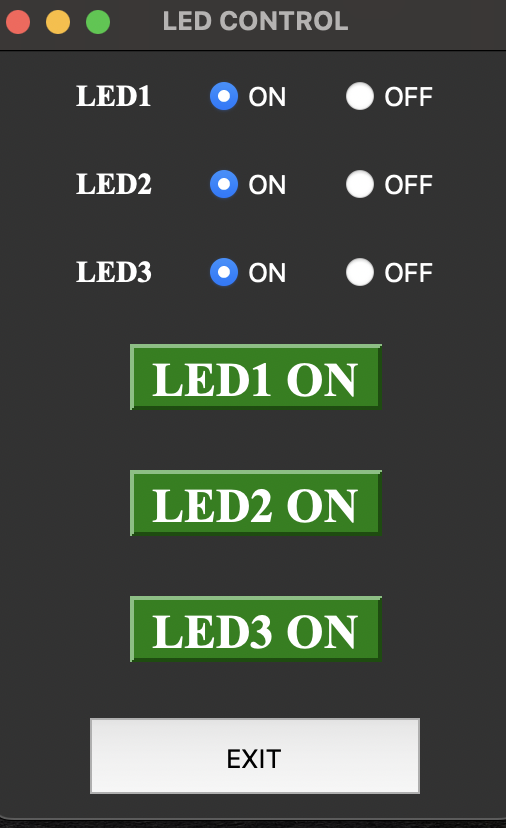 LED CONTROL
LED1 ON OFF
LED2 ON OFF
LED3 ON OFF
LED1 ON
LED2 ON
LED3 ON
EXIT